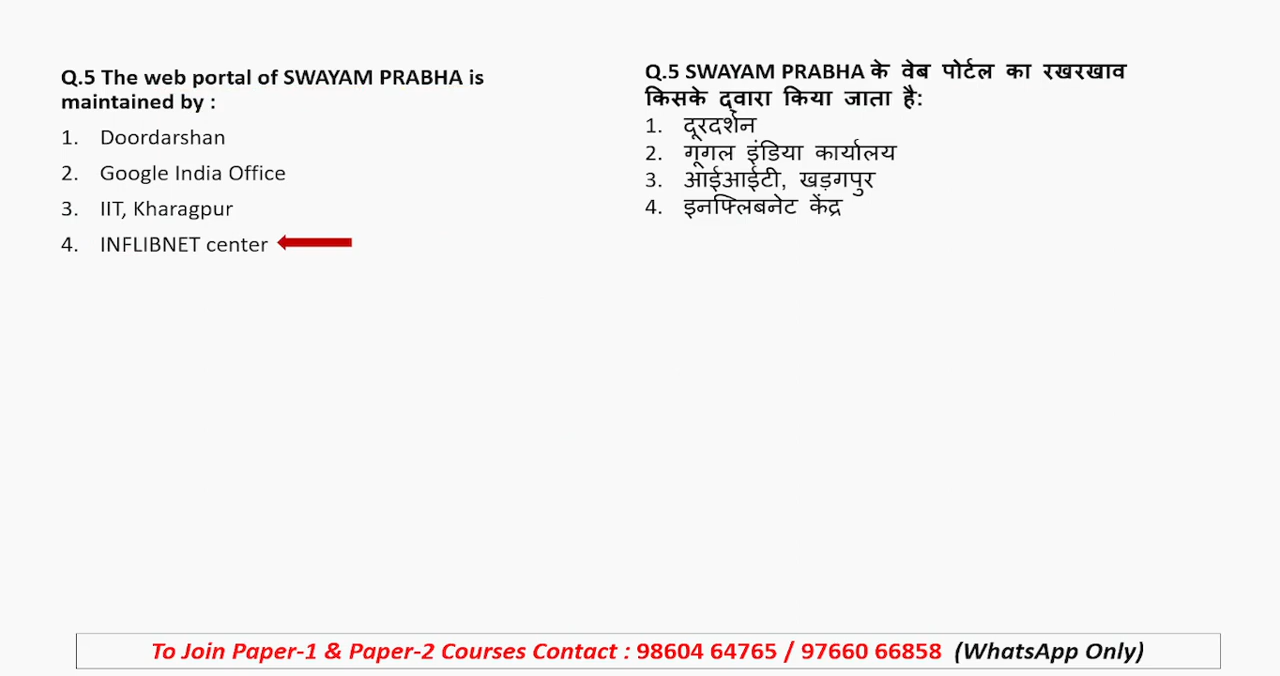 Q.5 The web portal of SWAYAM PRABHA is
maintained by :
1. Doordarshan
2. Google India Office
3. IIT, Kharagpur
4. INFLIBNET center
Q.5 SWAYAM PRABHA के वेब पोर्टल का रखरखाव
किसके द्वारा किया जाता है:
1. दूरदर्शन
2. गूगल इंडिया कार्यालय
3. आईआईटी, खड़गपुर
4. इनफ्लिबनेट केंद्र
To Join Paper-1 & Paper-2 Courses Contact : 98604 64765 / 97660 66858 (WhatsApp Only)